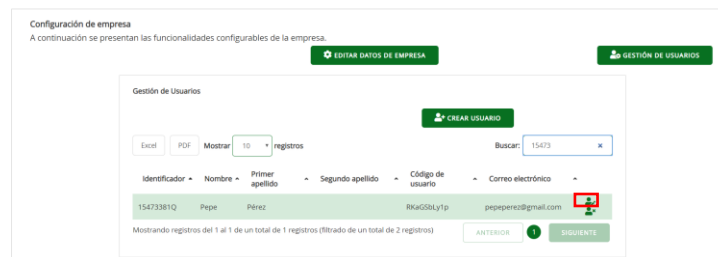 Configuración de empresa
A continuación se presentan las funcionalidades configurables de la empresa.
EDITAR DATOS DE EMPRESA
GESTIÓN DE USUARIOS
Gestión de Usuarios
CREAR USUARIO
Excel PDF Mostrar 10 registros Buscar: 15473 x
Identificador Nombre Primer apellido Segundo apellido Código de usuario Correo electrónico
15473381Q Pepe Pérez RKaGSbLy1p pepeperez@gmail.com
Mostrando registros del 1 al 1 de un total de 1 registros (filtrado de un total de 2 registros) ANTERIOR 1 SIGUIENTE